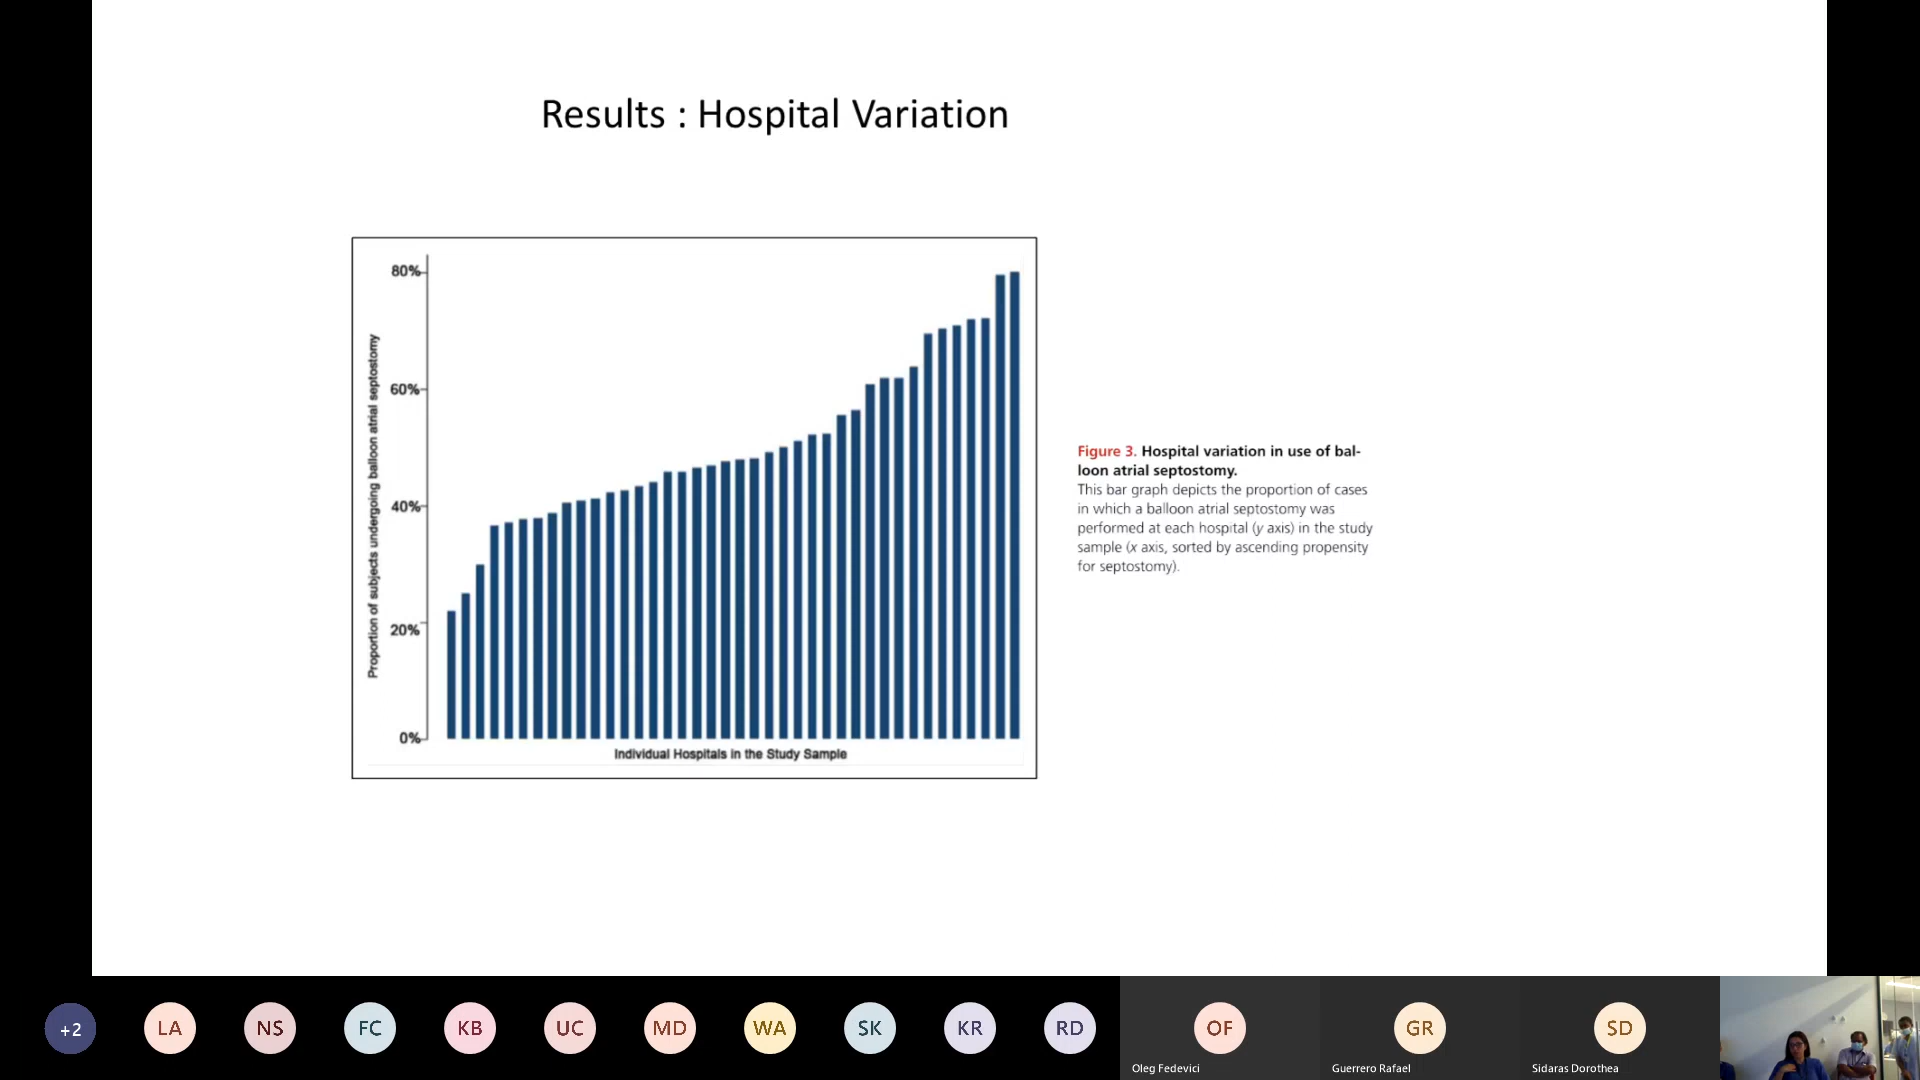 Results : Hospital Variation
80%
60%
40%
20%
0%
Proportion of subjects undergoing balloon atrial septostomy
Individual Hospitals in the Study Sample
Figure 3. Hospital variation in use of bal-
loon atrial septostomy.
This bar graph depicts the proportion of cases
in which a balloon atrial septostomy was
performed at each hospital (y axis) in the study
sample (x axis, sorted by ascending propensity
for septostomy).
+2
LA
NS
FC
KB
UC
MD
WA
SK
KR
RD
OF
GR
SD
Oleg Fedevici
Guerrero Rafael
Sidaras Dorothea